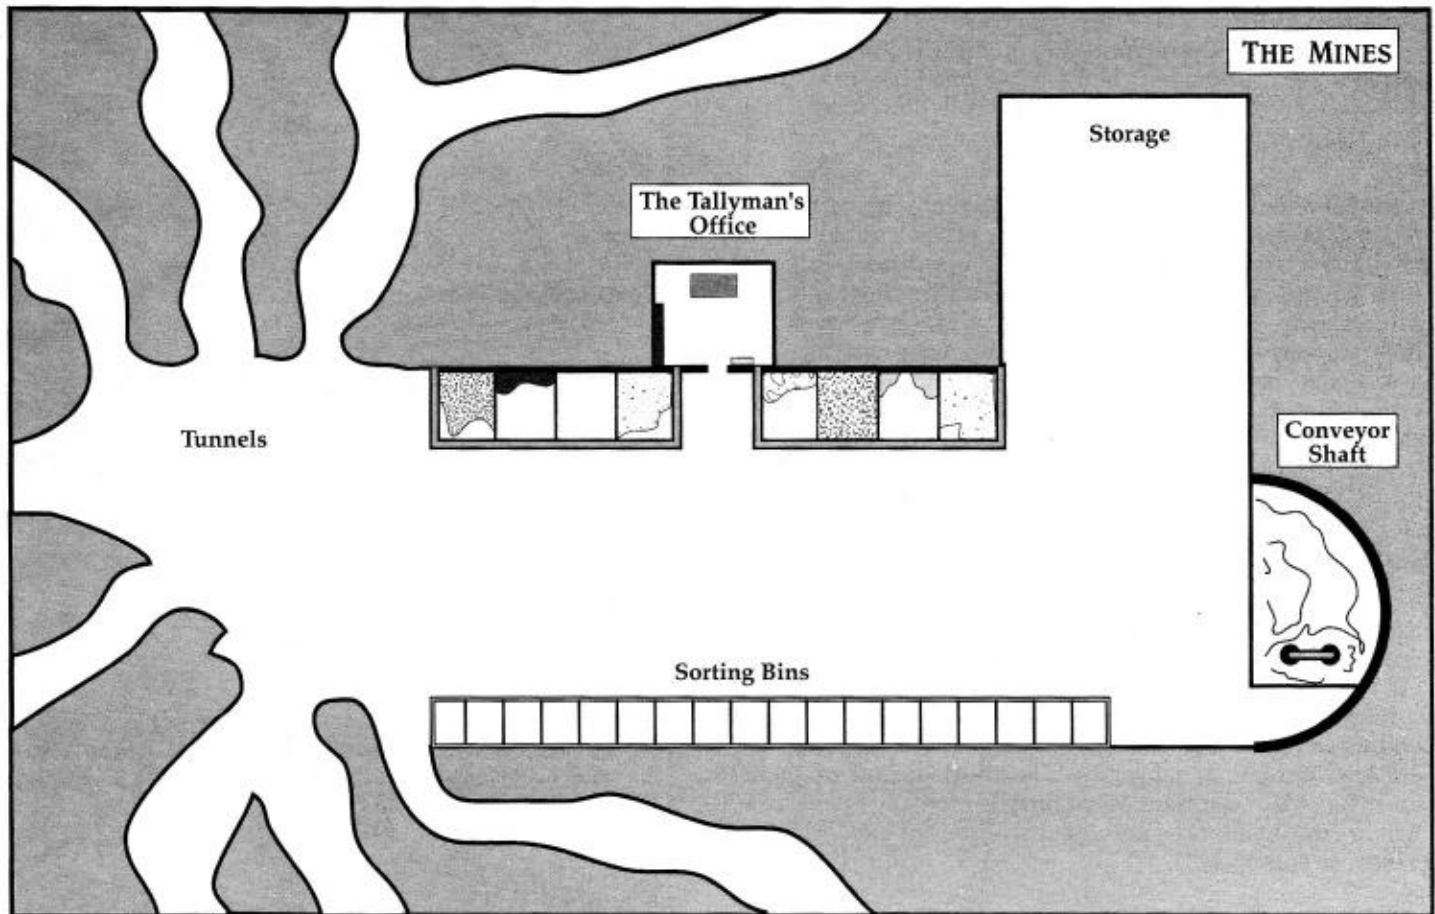 THE MINES
Storage
The Tallyman's
Office
Tunnels
Conveyor
Shaft
Sorting Bins